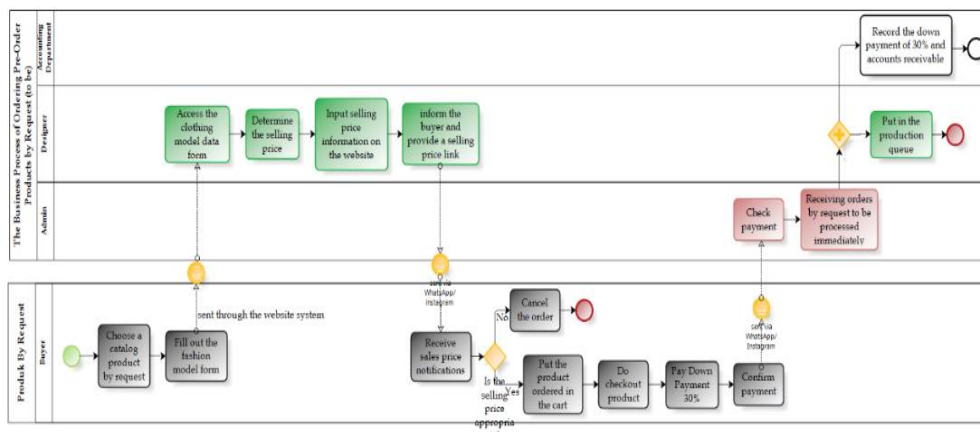 The Business Process of Ordering Pre-Order
Products by Request (to be)
Accounting
Department
Designer
Admin
Record the down
payment of 30% and
accounts receivable
Access the
clothing
model data
form
Determine
the selling
price
Input selling
price
information on
the website
inform the
buyer and
provide a selling
price link
Put in the
production
queue
Check
payment
Receiving orders
by request to be
processed
immediately
Produk By Request
Buyer
sent through the website system
sent via
WhatsApp/
Instagram
sent via
WhatsApp/
Instagram
Choose a
catalog
product
by request
Fill out the
fashion
model form
Receive
sales price
notifications
No
Cancel
the order
Yes
Is the
selling
price
appropria
Put the
product
ordered in
the cart
Do
checkout
product
Pay Down
Payment
30%
Confirm
payment